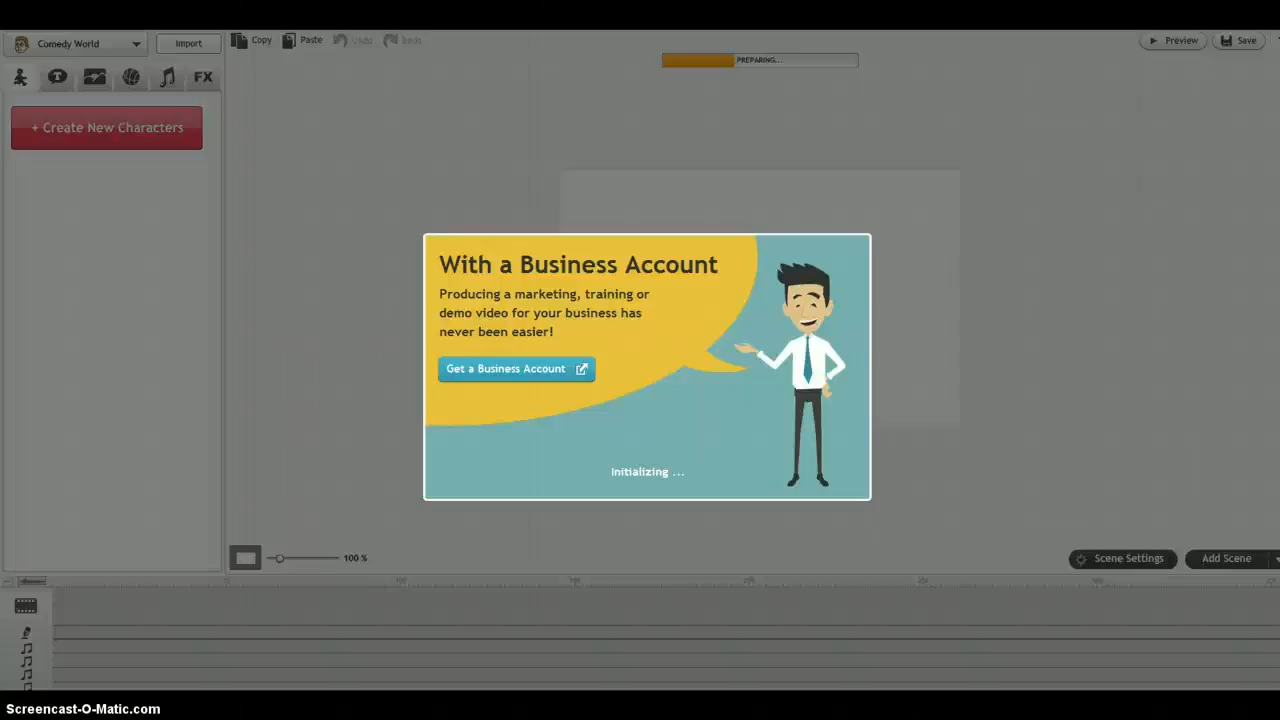 Comedy World
Import
Copy
Paste
Undo
Redo
Preview
Save
PREPARING...
T
FX
+ Create New Characters
With a Business Account
Producing a marketing, training or
demo video for your business has
never been easier!
Get a Business Account
Initializing ...
100 %
Scene Settings
Add Scene
Screencast-O-Matic.com